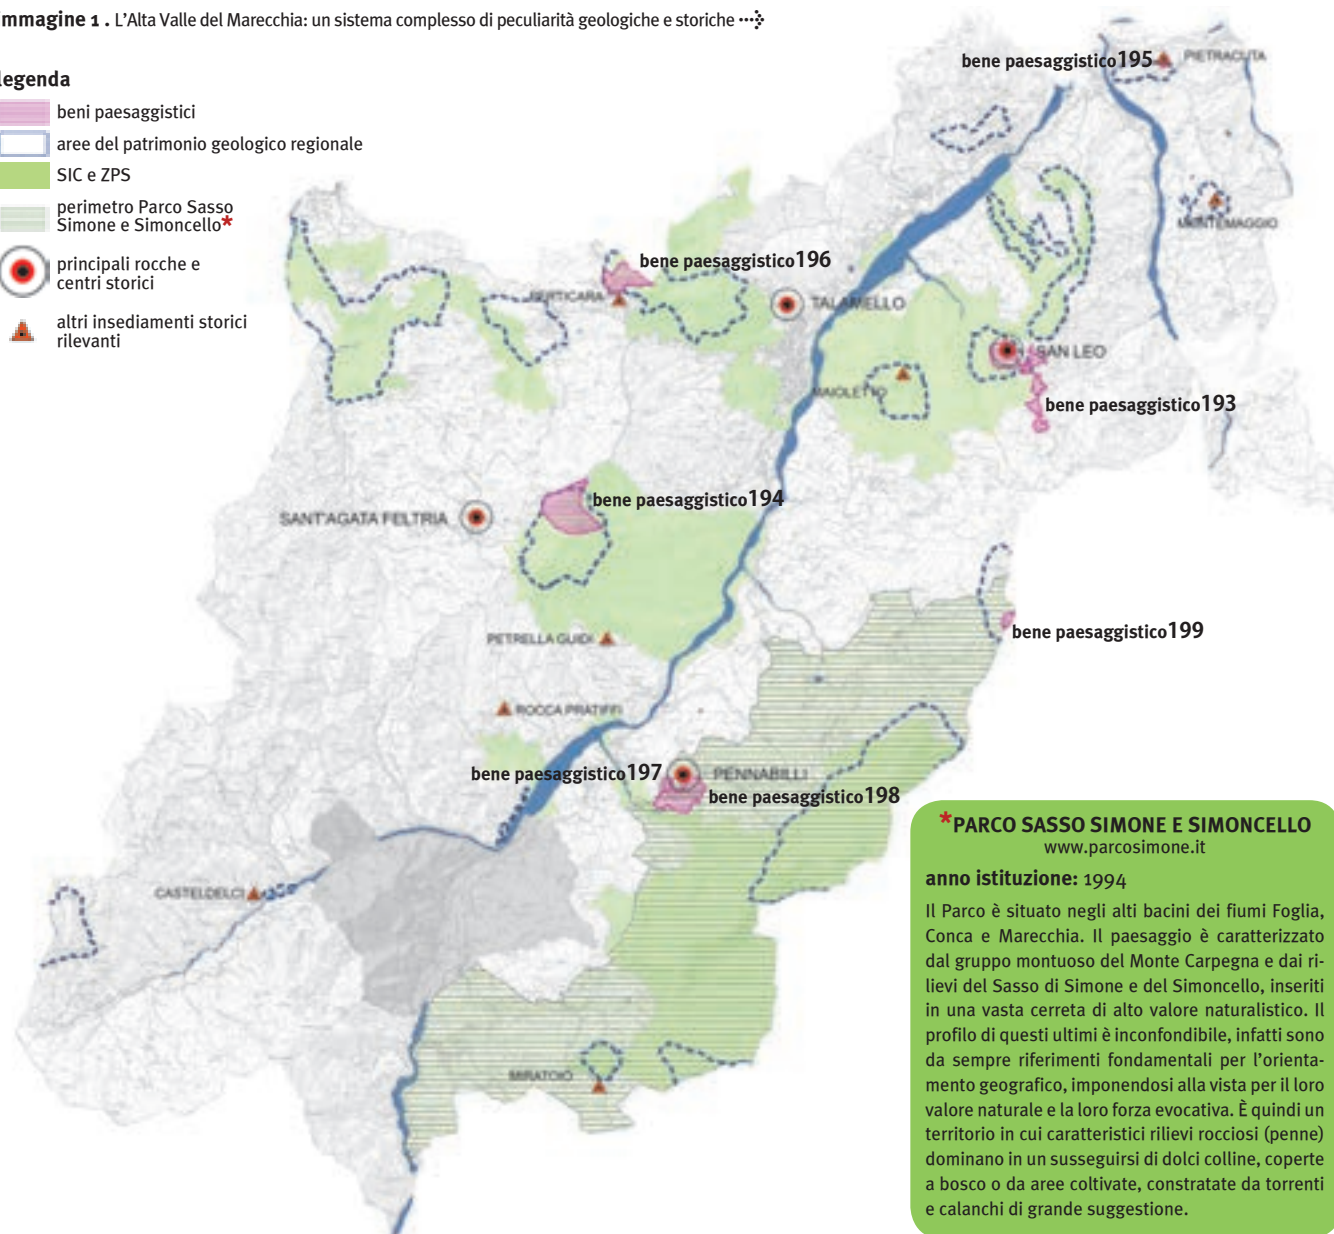 mmagine 1 . L'Alta Valle del Marecchia: un sistema complesso di peculiarità geologiche e storiche
legenda
beni paesaggistici
aree del patrimonio geologico regionale
SIC e ZPS
perimetro Parco Sasso
Simone e Simoncello*
principali rocche e
centri storici
altri insediamenti storici
rilevanti
bene paesaggistico195
PIETRACUTA
MONTEMAGGIO
bene paesaggistico196
PERTICARA
TALAMELLO
SAN LEO
MAIOLETTO
bene paesaggistico193
bene paesaggistico194
SANT'AGATA FELTRIA
bene paesaggistico199
PETRELLA GUIDI
ROCCA PRATIFFI
bene paesaggistico197
PENNABILLI
bene paesaggistico198
CASTELDELCI
MIRATOIO
*PARCO SASSO SIMONE E SIMONCELLO
www.parcosimone.it
anno istituzione: 1994
Il Parco è situato negli alti bacini dei fiumi Foglia,
Conca e Marecchia. Il paesaggio è caratterizzato
dal gruppo montuoso del Monte Carpegna e dai ri-
lievi del Sasso di Simone e del Simoncello, inseriti
in una vasta cerreta di alto valore naturalistico. Il
profilo di questi ultimi è inconfondibile, infatti sono
da sempre riferimenti fondamentali per l'orienta-
mento geografico, imponendosi alla vista per il loro
valore naturale e la loro forza evocativa. È quindi un
territorio in cui caratteristici rilievi rocciosi (penne)
dominano in un susseguirsi di dolci colline, coperte
a bosco o da aree coltivate, constratate da torrenti
e calanchi di grande suggestione.